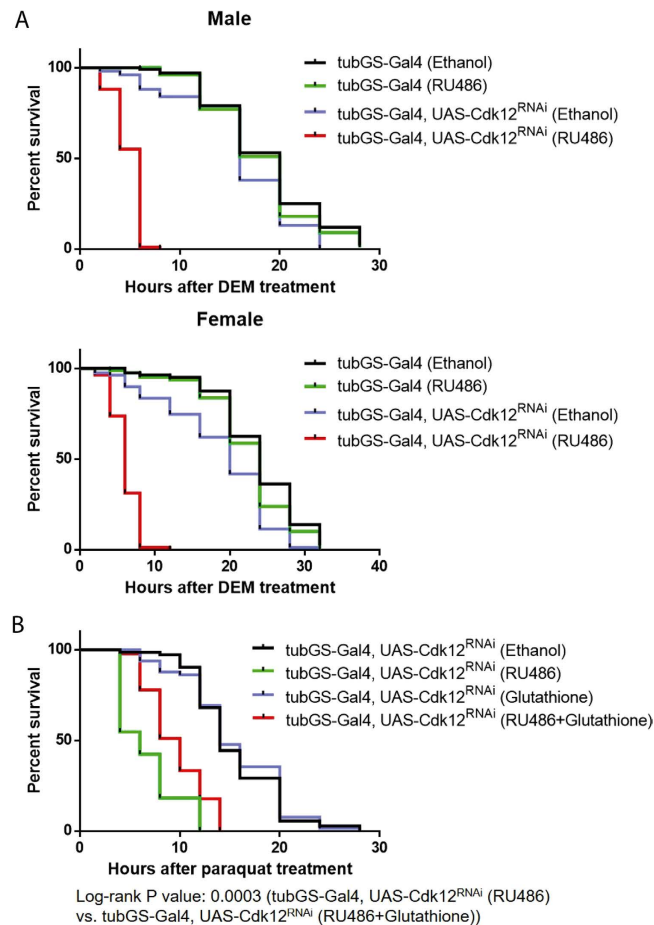 A
Male
Percent survival
100
50
0
0 10 20 30
Hours after DEM treatment
tubGS-Gal4 (Ethanol)
tubGS-Gal4 (RU486)
tubGS-Gal4, UAS-Cdk12RNAi (Ethanol)
tubGS-Gal4, UAS-Cdk12RNAi (RU486)
Female
Percent survival
100
50
0
0 10 20 30 40
Hours after DEM treatment
tubGS-Gal4 (Ethanol)
tubGS-Gal4 (RU486)
tubGS-Gal4, UAS-Cdk12RNAi (Ethanol)
tubGS-Gal4, UAS-Cdk12RNAi (RU486)
B
Percent survival
100
50
0
0 10 20 30
Hours after paraquat treatment
tubGS-Gal4, UAS-Cdk12RNAi (Ethanol)
tubGS-Gal4, UAS-Cdk12RNAi (RU486)
tubGS-Gal4, UAS-Cdk12RNAi (Glutathione)
tubGS-Gal4, UAS-Cdk12RNAi (RU486+Glutathione)
Log-rank P value: 0.0003 (tubGS-Gal4, UAS-Cdk12RNAi (RU486)
vs. tubGS-Gal4, UAS-Cdk12RNAi (RU486+Glutathione))